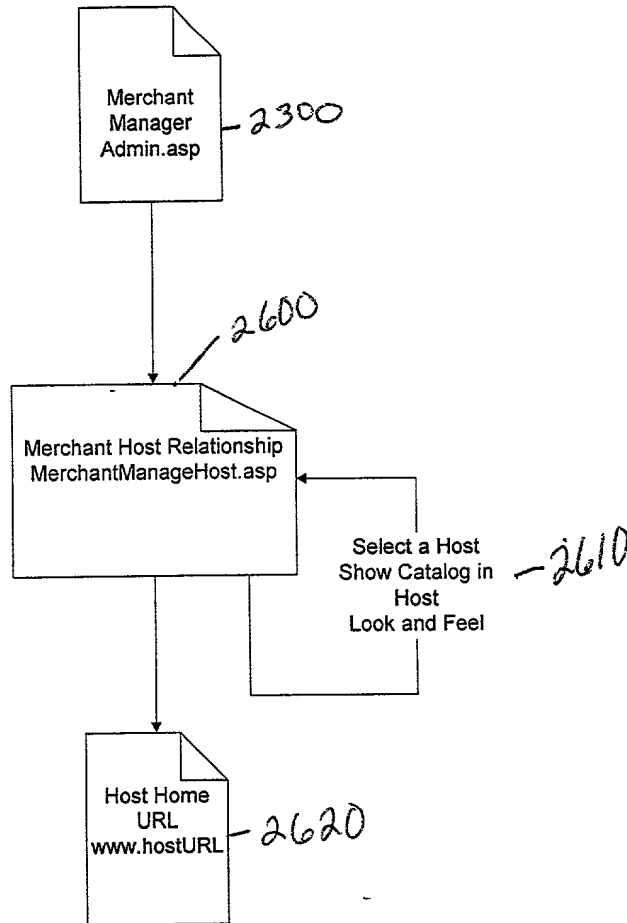 Merchant
Manager
Admin.asp
2300
2600
Merchant Host Relationship
MerchantManageHost.asp
Select a Host
Show Catalog in
Host
Look and Feel
2610
Host Home
URL
www.hostURL
2620